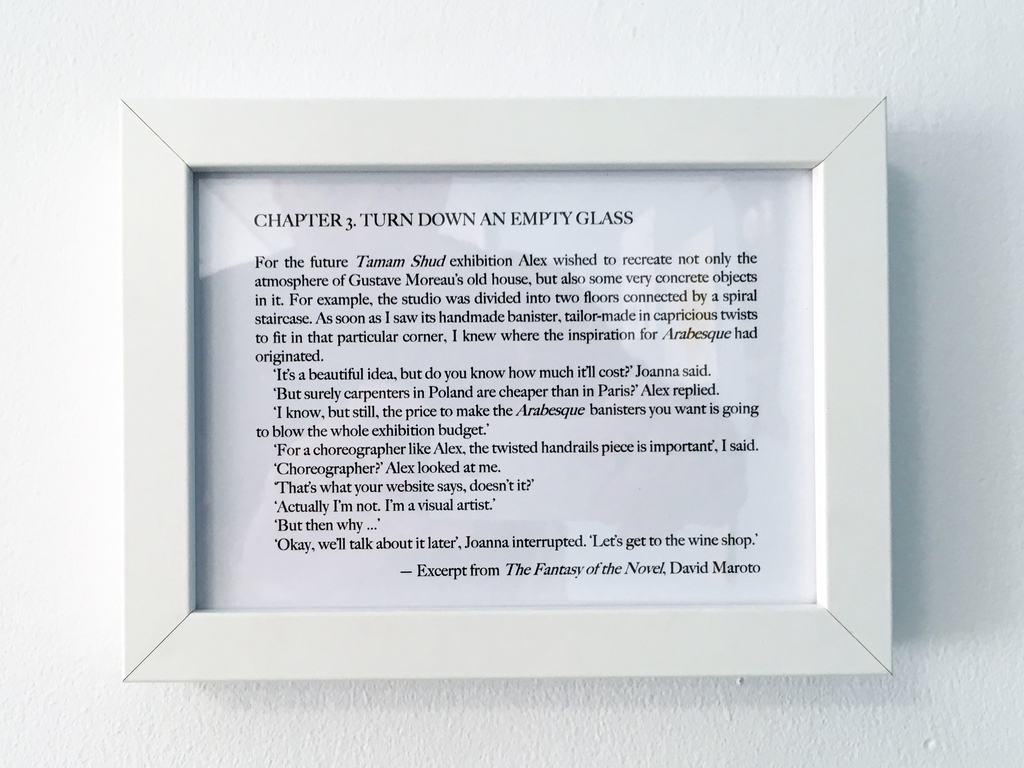 CHAPTER 3. TURN DOWN AN EMPTY GLASS
For the future Tamam Shud exhibition Alex wished to recreate not only the
atmosphere of Gustave Moreau's old house, but also some very concrete objects
in it. For example, the studio was divided into two floors connected by a spiral
staircase. As soon as I saw its handmade banister, tailor-made in capricious twists
to fit in that particular corner, I knew where the inspiration for Arabesque had
originated.
'It's a beautiful idea, but do you know how much it'll cost?' Joanna said.
'But surely carpenters in Poland are cheaper than in Paris?' Alex replied.
'I know, but still, the price to make the Arabesque banisters you want is going
to blow the whole exhibition budget.'
'For a choreographer like Alex, the twisted handrails piece is important', I said.
'Choreographer?' Alex looked at me.
'That's what your website says, doesn't it?'
'Actually I'm not. I'm a visual artist.'
'But then why ...'
'Okay, we'll talk about it later', Joanna interrupted. 'Let's get to the wine shop.'
— Excerpt from The Fantasy of the Novel, David Maroto